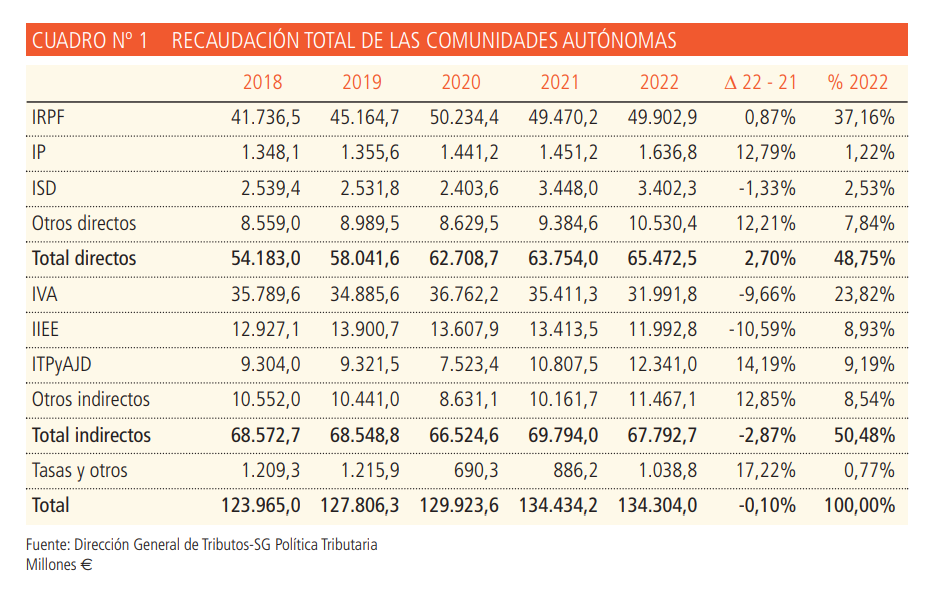 CUADRO Nº 1 RECAUDACIÓN TOTAL DE LAS COMUNIDADES AUTÓNOMAS
2018 2019 2020 2021 2022 Δ 22 - 21 % 2022
IRPF 41.736,5 45.164,7 50.234,4 49.470,2 49.902,9 0,87% 37,16%
IP 1.348,1 1.355,6 1.441,2 1.451,2 1.636,8 12,79% 1,22%
ISD 2.539,4 2.531,8 2.403,6 3.448,0 3.402,3 -1,33% 2,53%
Otros directos 8.559,0 8.989,5 8.629,5 9.384,6 10.530,4 12,21% 7,84%
Total directos 54.183,0 58.041,6 62.708,7 63.754,0 65.472,5 2,70% 48,75%
IVA 35.789,6 34.885,6 36.762,2 35.411,3 31.991,8 -9,66% 23,82%
IIEE 12.927,1 13.900,7 13.607,9 13.413,5 11.992,8 -10,59% 8,93%
ITPyAJD 9.304,0 9.321,5 7.523,4 10.807,5 12.341,0 14,19% 9,19%
Otros indirectos 10.552,0 10.441,0 8.631,1 10.161,7 11.467,1 12,85% 8,54%
Total indirectos 68.572,7 68.548,8 66.524,6 69.794,0 67.792,7 -2,87% 50,48%
Tasas y otros 1.209,3 1.215,9 690,3 886,2 1.038,8 17,22% 0,77%
Total 123.965,0 127.806,3 129.923,6 134.434,2 134.304,0 -0,10% 100,00%
Fuente: Dirección General de Tributos-SG Política Tributaria
Millones €